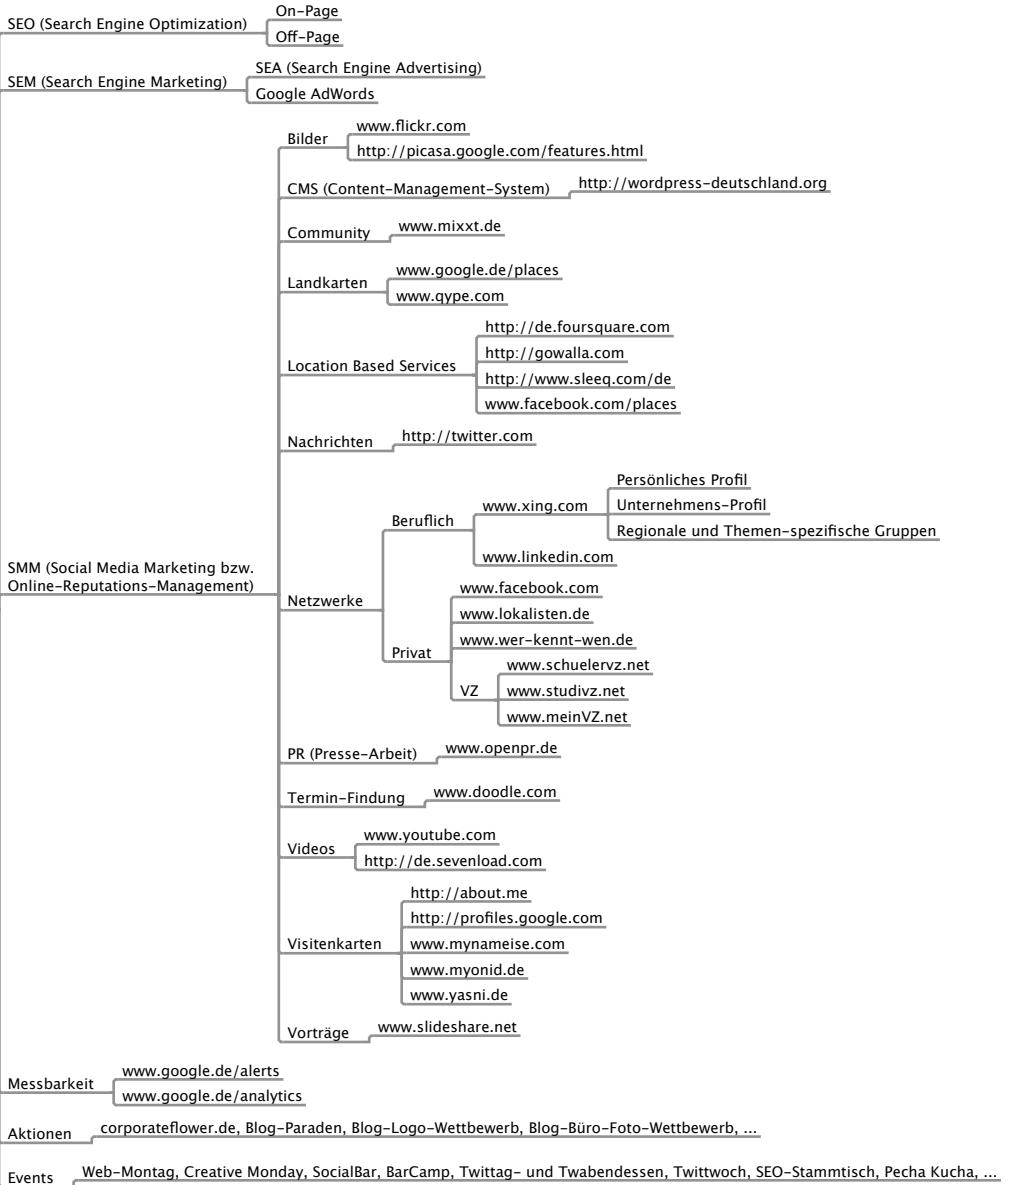 SEO (Search Engine Optimization)
On-Page
Off-Page
SEM (Search Engine Marketing)
SEA (Search Engine Advertising)
Google AdWords
SMM (Social Media Marketing bzw.
Online-Reputations-Management)
Bilder
www.flickr.com
http://picasa.google.com/features.html
CMS (Content-Management-System)
http://wordpress-deutschland.org
Community
www.mixxt.de
Landkarten
www.google.de/places
www.qype.com
Location Based Services
http://de.foursquare.com
http://gowalla.com
http://www.sleeq.com/de
www.facebook.com/places
Nachrichten
http://twitter.com
Netzwerke
Beruflich
www.xing.com
Persönliches Profil
Unternehmens-Profil
Regionale und Themen-spezifische Gruppen
www.linkedin.com
Privat
www.facebook.com
www.lokalisten.de
www.wer-kennt-wen.de
VZ
www.schuelervz.net
www.studivz.net
www.meinVZ.net
PR (Presse-Arbeit)
www.openpr.de
Termin-Findung
www.doodle.com
Videos
www.youtube.com
http://de.sevenload.com
Visitenkarten
http://about.me
http://profiles.google.com
www.mynameise.com
www.myonid.de
www.yasni.de
Vorträge
www.slideshare.net
Messbarkeit
www.google.de/alerts
www.google.de/analytics
Aktionen
corporateflower.de, Blog-Paraden, Blog-Logo-Wettbewerb, Blog-Büro-Foto-Wettbewerb, ...
Events
Web-Montag, Creative Monday, SocialBar, BarCamp, Twittag- und Twabendessen, Twittwoch, SEO-Stammtisch, Pecha Kucha, ...